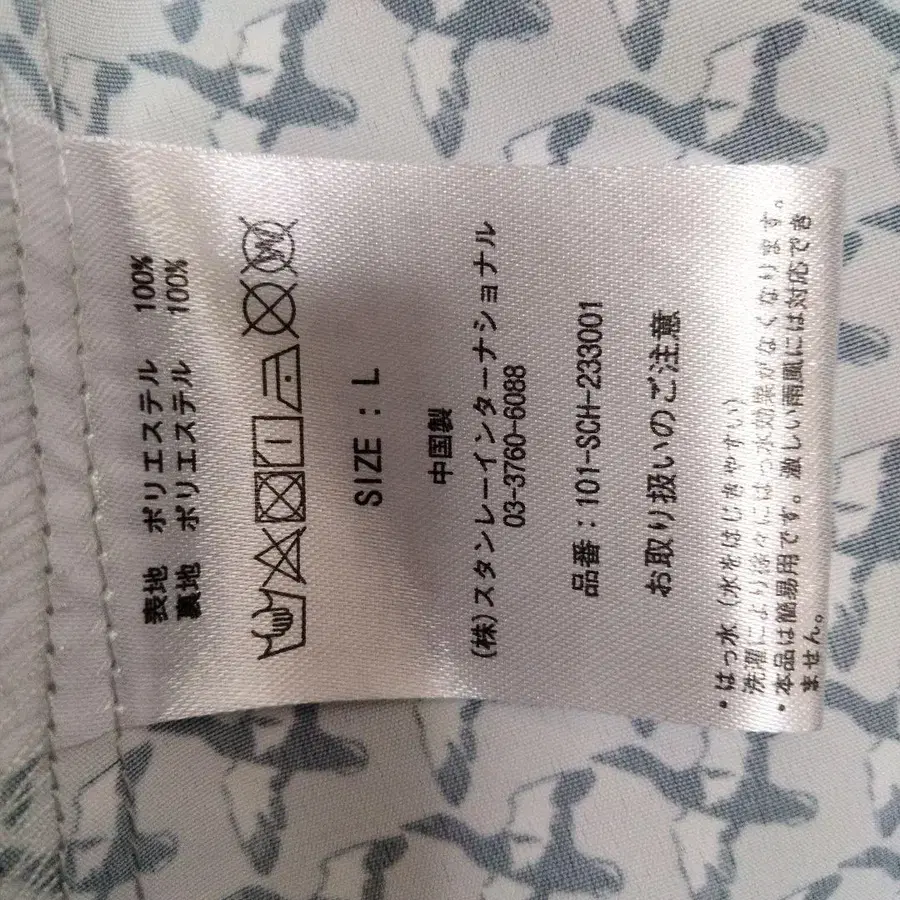 表地 ポリエステル 100%
裏地 ポリエステル 100%
SIZE : L
中国製
(株)スタンレーインターナショナル
03-3760-6088
品番 : 101-SCH-233001
お取り扱いのご注意
・はっ水(水をはじきやすい)
洗濯により徐々にはっ水効果がなくなります。
・本品は簡易用です。激しい雨風には対応でき
ません。